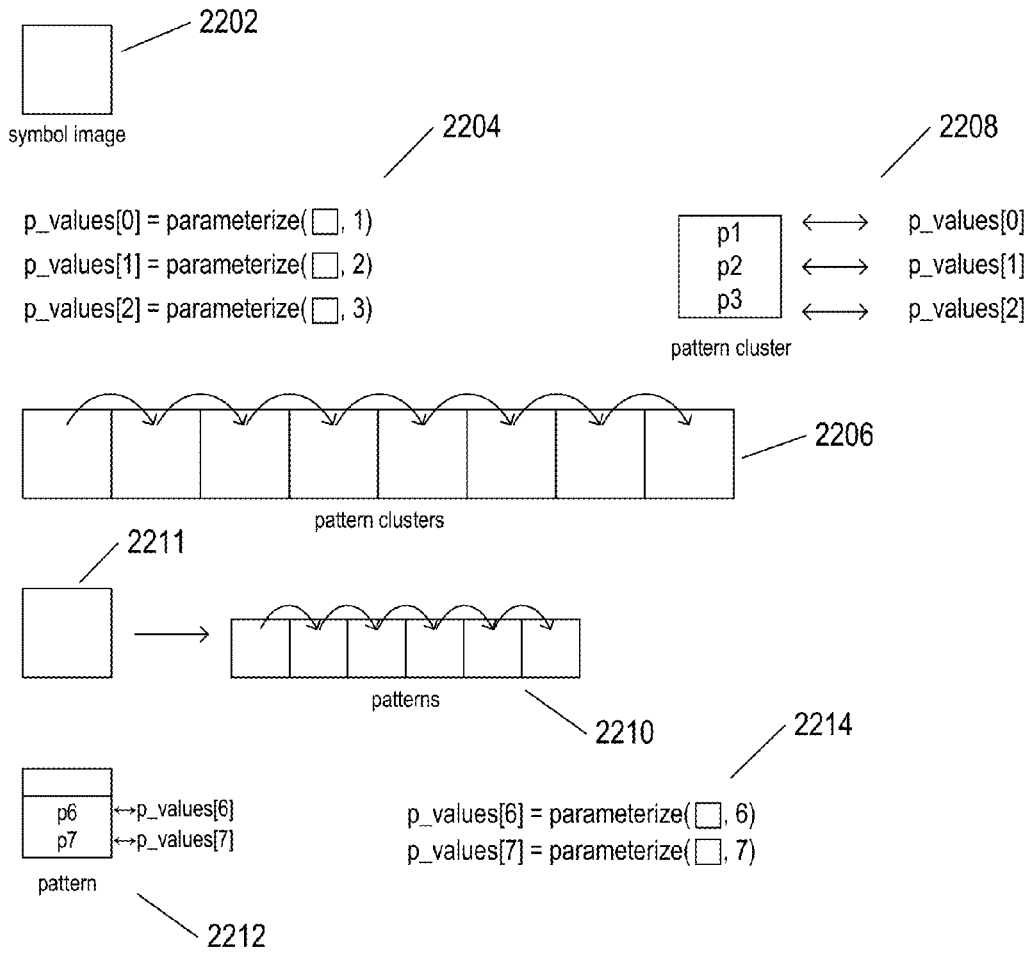 2202
symbol image
2204
2208
p_values[0] = parameterize( , 1)
p_values[1] = parameterize( , 2)
p_values[2] = parameterize( , 3)
p1
p2
p3
p_values[0]
p_values[1]
p_values[2]
pattern cluster
2206
pattern clusters
2211
patterns
2210
2214
p6
p_values[6]
p7
p_values[7]
pattern
2212
p_values[6] = parameterize( , 6)
p_values[7] = parameterize( , 7)